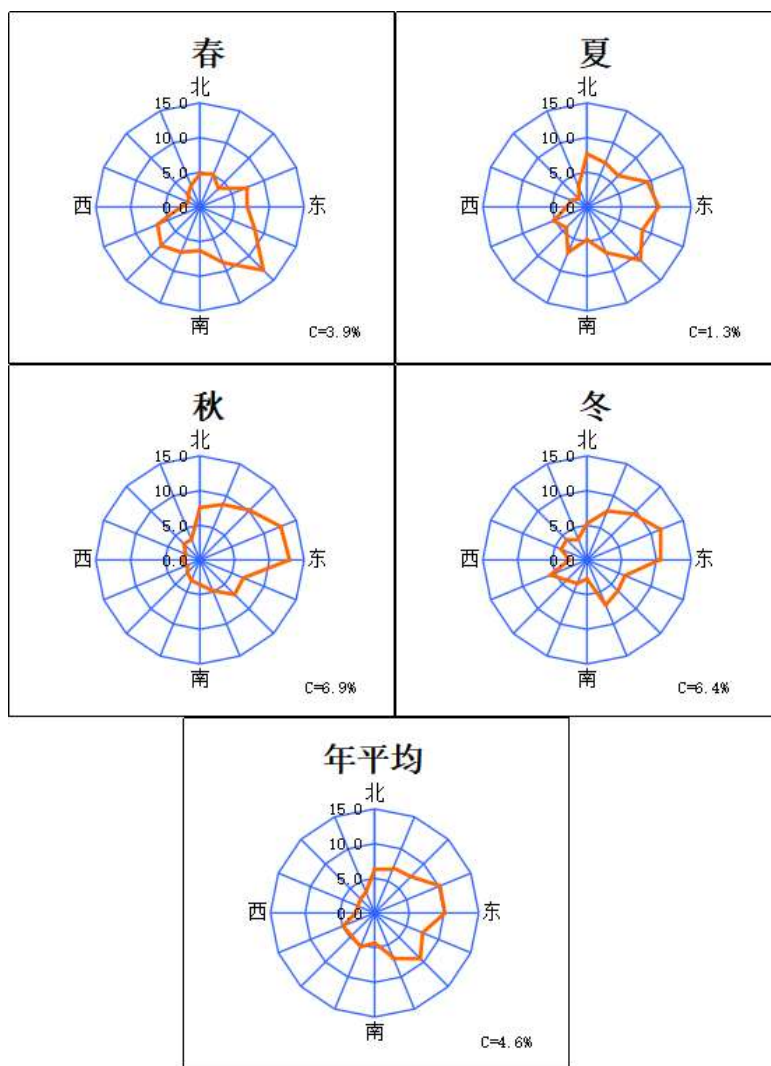 春
北
15.0
10.0
5.0
西 0.0 东
南
C=3.9%
夏
北
15.0
10.0
5.0
西 0.0 东
南
C=1.3%
秋
北
15.0
10.0
5.0
西 0.0 东
南
C=6.9%
冬
北
15.0
10.0
5.0
西 0.0 东
南
C=6.4%
年平均
北
15.0
10.0
5.0
西 0.0 东
南
C=4.6%